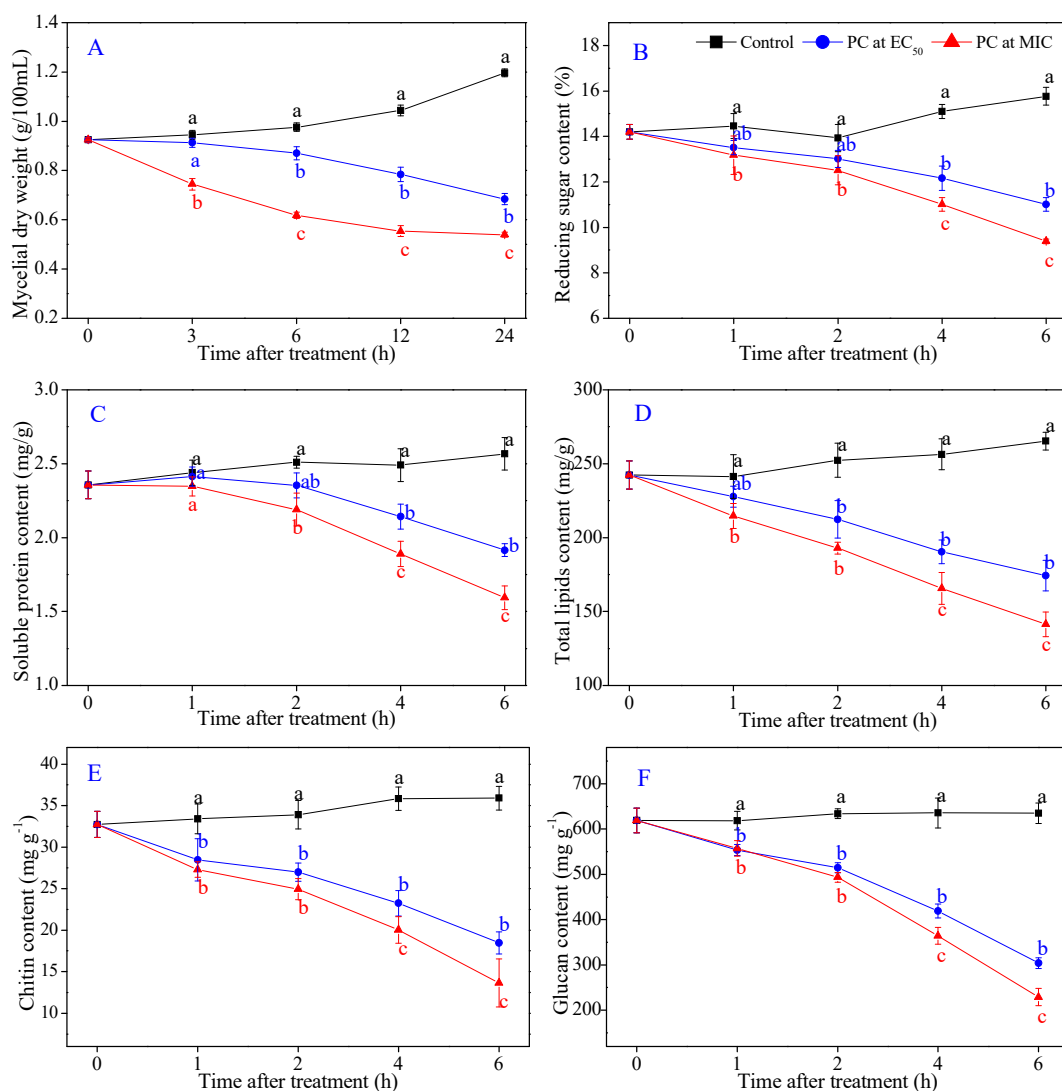 A
Mycelial dry weight (g/100mL)
1.4
1.2
1.0
0.8
0.6
0.4
0.2
a
a
a
a
a
b
b
b
b
c
c
c
0
3
6
12
24
Time after treatment (h)
B
Control
PC at EC50
PC at MIC
Reducing sugar content (%)
18
16
14
12
10
8
6
a
a
a
a
ab
ab
b
b
b
b
c
c
0
1
2
4
6
Time after treatment (h)
C
Soluble protein content (mg/g)
3.0
2.5
2.0
1.5
1.0
a
a
a
a
a
ab
b
b
a
b
c
c
0
1
2
4
6
Time after treatment (h)
D
Total lipids content (mg/g)
300
250
200
150
100
a
a
a
a
ab
b
b
b
b
b
c
c
0
1
2
4
6
Time after treatment (h)
E
Chitin content (mg g-1)
40
35
30
25
20
15
10
a
a
a
a
b
b
b
b
b
b
c
c
0
1
2
4
6
Time after treatment (h)
F
Glucan content (mg g-1)
700
600
500
400
300
200
a
a
a
a
b
b
b
b
b
b
c
c
0
1
2
4
6
Time after treatment (h)